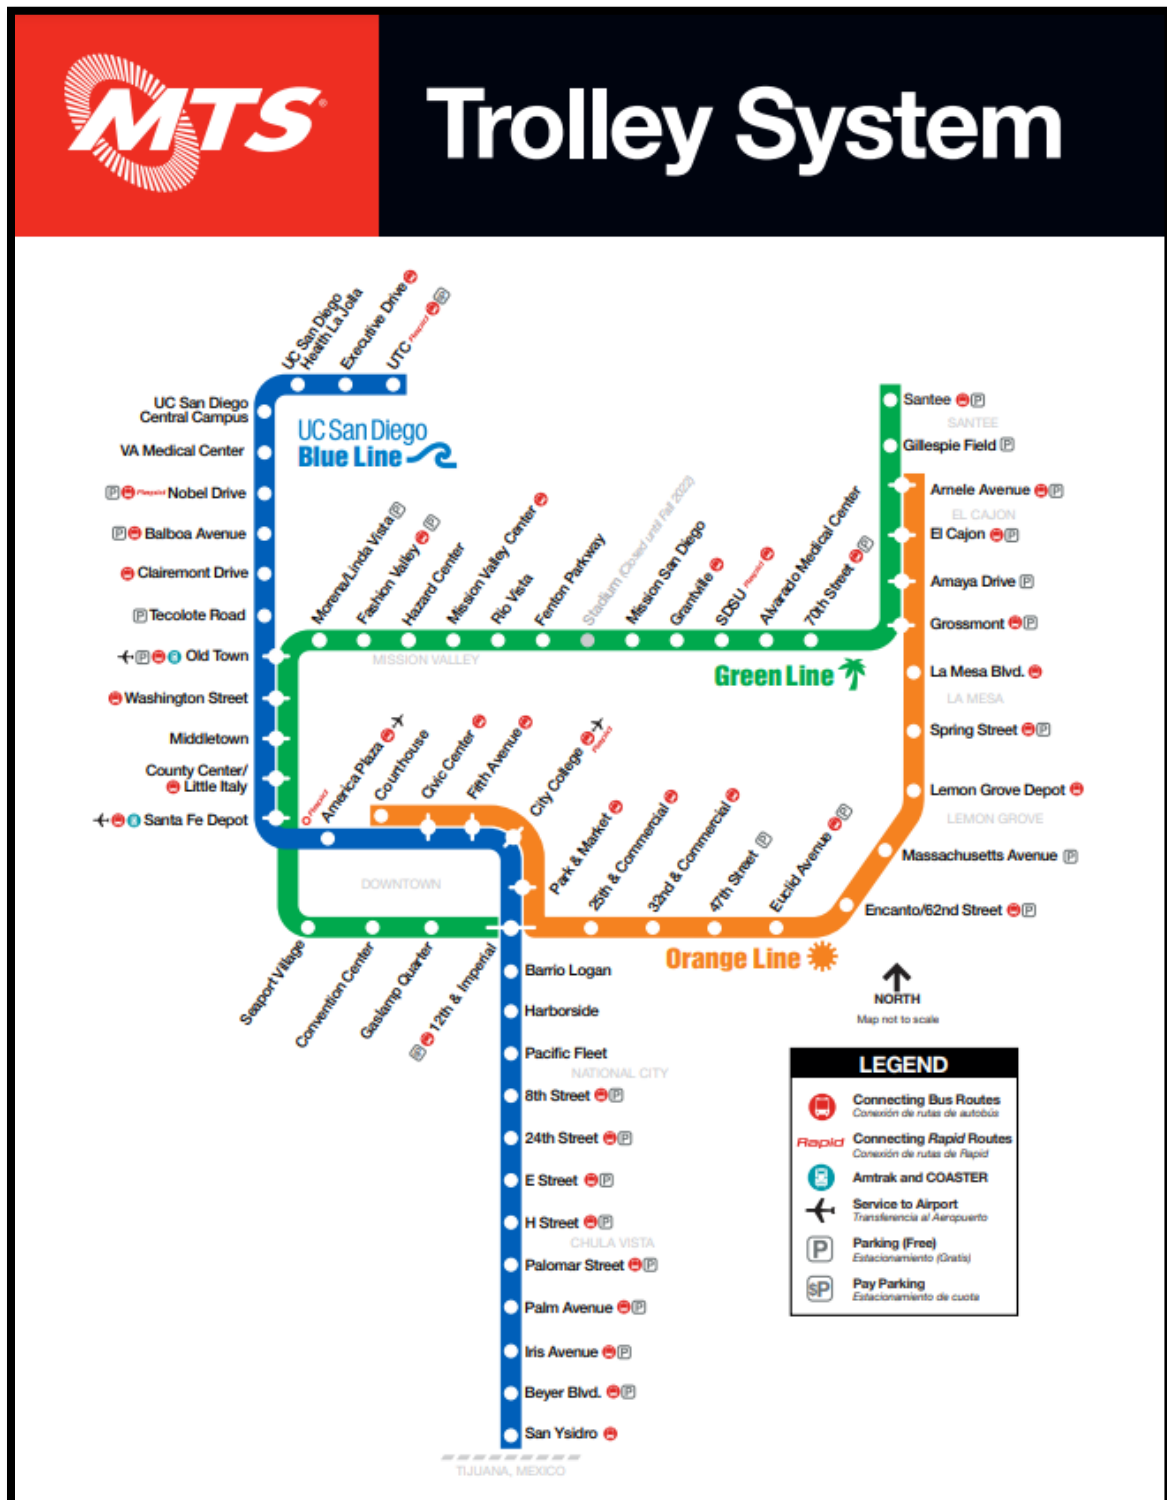 MTS®
Trolley System
UC San Diego
Health La Jolla
Executive Drive
UTC Rapid
UC San Diego
Central Campus
VA Medical Center
Rapid Nobel Drive
Balboa Avenue
Clairemont Drive
Tecolote Road
Old Town
Washington Street
Middletown
County Center/
Little Italy
Santa Fe Depot
UC San Diego
Blue Line
Morena/Linda Vista
Fashion Valley
Hazard Center
Mission Valley Center
Rio Vista
Fenton Parkway
Stadium (Closed until Fall 2022)
Mission San Diego
Grantville
SDSU Rapid
Alvarado Medical Center
70th Street
MISSION VALLEY
Green Line
Santee
SANTEE
Gillespie Field
Arnele Avenue
EL CAJON
El Cajon
Amaya Drive
Grossmont
La Mesa Blvd.
LA MESA
Spring Street
Lemon Grove Depot
LEMON GROVE
Massachusetts Avenue
Encanto/62nd Street
Rapid
America Plaza
Courthouse
Civic Center
Fifth Avenue
City College
Rapid
Park & Market
25th & Commercial
32nd & Commercial
47th Street
Euclid Avenue
DOWNTOWN
Orange Line
Seaport Village
Convention Center
Gaslamp Quarter
12th & Imperial
Barrio Logan
Harborside
Pacific Fleet
NATIONAL CITY
8th Street
24th Street
E Street
H Street
CHULA VISTA
Palomar Street
Palm Avenue
Iris Avenue
Beyer Blvd.
San Ysidro
TIJUANA, MEXICO
NORTH
Map not to scale
LEGEND
Connecting Bus Routes
Conexión de rutas de autobús
Rapid Connecting Rapid Routes
Conexión de rutas de Rapid
Amtrak and COASTER
Service to Airport
Transferencia al Aeropuerto
P Parking (Free)
Estacionamiento (Gratis)
$P Pay Parking
Estacionamiento de cuota